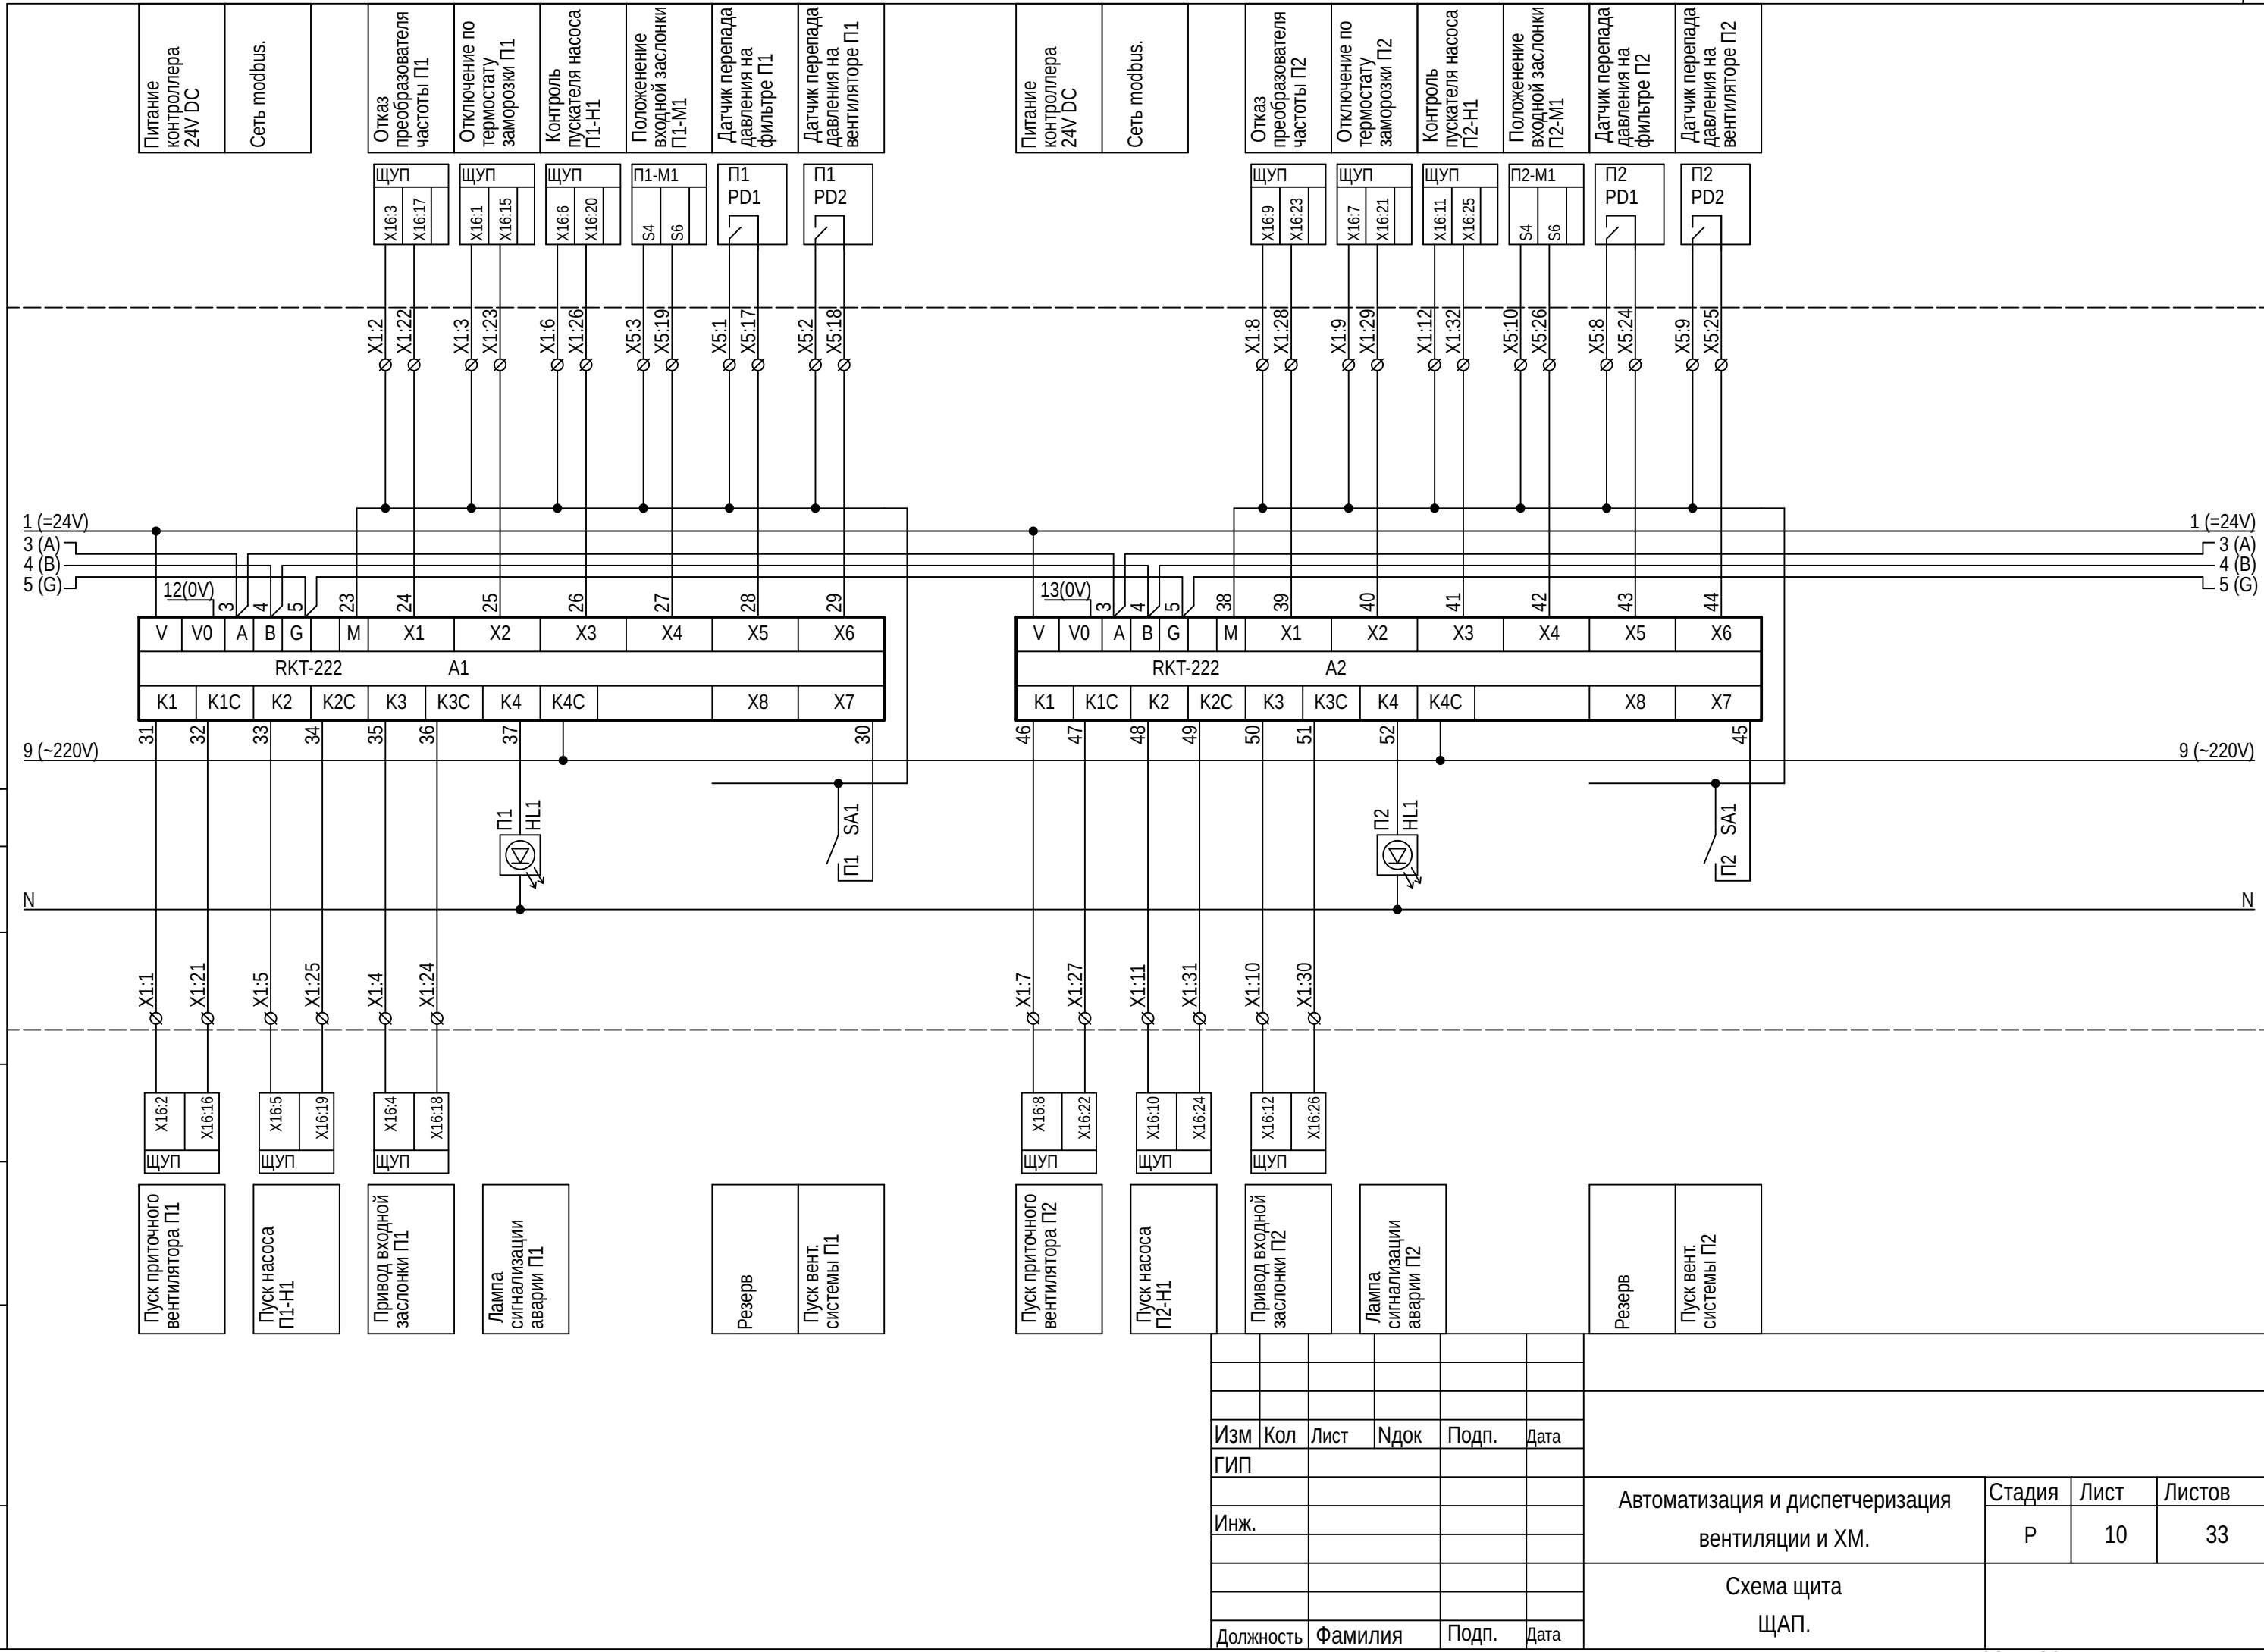 Питание
контроллера
24V DC
Сеть modbus.
Отказ
преобразователя
частоты П1
Отключение по
термостату
заморозки П1
Контроль
пускателя насоса
П1-Н1
Положенение
входной заслонки
П1-М1
Датчик перепада
давления на
фильтре П1
Датчик перепада
давления на
вентиляторе П1
Питание
контроллера
24V DC
Сеть modbus.
Отказ
преобразователя
частоты П2
Отключение по
термостату
заморозки П2
Контроль
пускателя насоса
П2-Н1
Положенение
входной заслонки
П2-М1
Датчик перепада
давления на
фильтре П2
Датчик перепада
давления на
вентиляторе П2
ЩУП
X16:3
X16:17
ЩУП
X16:1
X16:15
ЩУП
X16:6
X16:20
П1-М1
S4
S6
П1
PD1
П1
PD2
ЩУП
X16:9
X16:23
ЩУП
X16:7
X16:21
ЩУП
X16:11
X16:25
П2-М1
S4
S6
П2
PD1
П2
PD2
X1:2
X1:22
X1:3
X1:23
X1:6
X1:26
X5:3
X5:19
X5:1
X5:17
X5:2
X5:18
X1:8
X1:28
X1:9
X1:29
X1:12
X1:32
X5:10
X5:26
X5:8
X5:24
X5:9
X5:25
1 (=24V)
3 (A)
4 (B)
5 (G)
1 (=24V)
3 (A)
4 (B)
5 (G)
12(0V)
3
4
5
23
24
25
26
27
28
29
13(0V)
3
4
5
38
39
40
41
42
43
44
V V0 A B G M X1 X2 X3 X4 X5 X6
RKT-222 A1
K1 K1C K2 K2C K3 K3C K4 K4C X8 X7
V V0 A B G M X1 X2 X3 X4 X5 X6
RKT-222 A2
K1 K1C K2 K2C K3 K3C K4 K4C X8 X7
31
32
33
34
35
36
37
30
46
47
48
49
50
51
52
45
9 (~220V)
9 (~220V)
П1
HL1
П1
SA1
П2
HL1
П2
SA1
N
N
X1:1
X1:21
X1:5
X1:25
X1:4
X1:24
X1:7
X1:27
X1:11
X1:31
X1:10
X1:30
X16:2
X16:16
ЩУП
X16:5
X16:19
ЩУП
X16:4
X16:18
ЩУП
X16:8
X16:22
ЩУП
X16:10
X16:24
ЩУП
X16:12
X16:26
ЩУП
Пуск приточного
вентилятора П1
Пуск насоса
П1-Н1
Привод входной
заслонки П1
Лампа
сигнализации
аварии П1
Резерв
Пуск вент.
системы П1
Пуск приточного
вентилятора П2
Пуск насоса
П2-Н1
Привод входной
заслонки П2
Лампа
сигнализации
аварии П2
Резерв
Пуск вент.
системы П2
Изм Кол Лист Nдок Подп. Дата
ГИП
Инж.
Должность Фамилия Подп. Дата
Автоматизация и диспетчеризация
вентиляции и ХМ.
Стадия Лист Листов
Р 10 33
Схема щита
ЩАП.